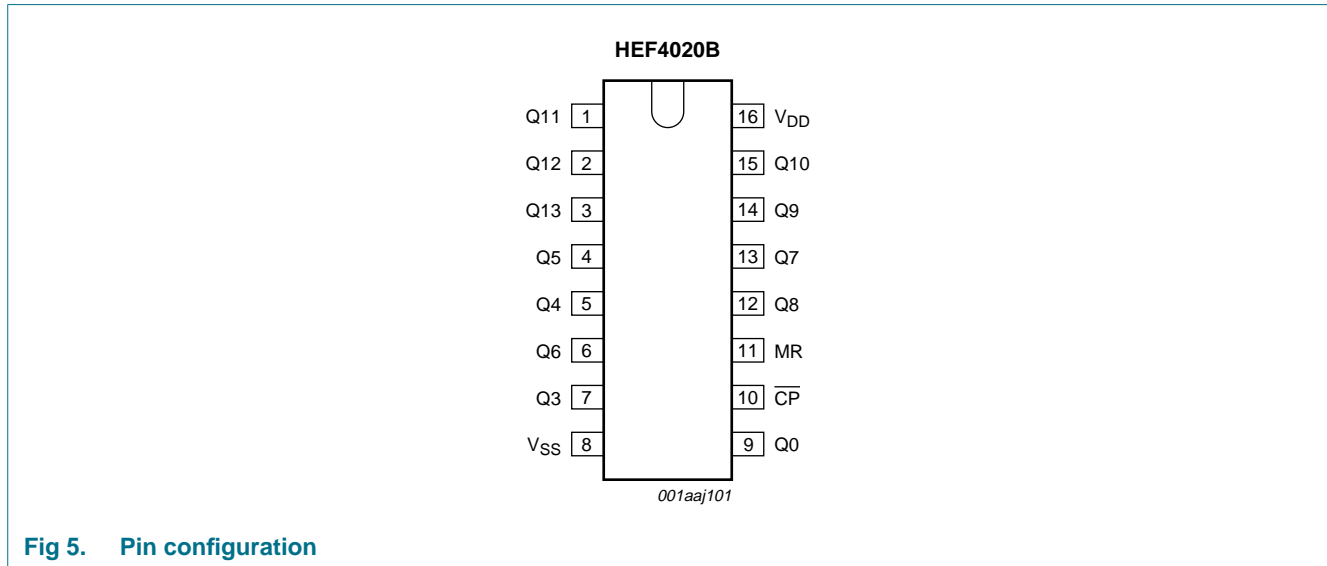 HEF4020B
Q11 1 16 VDD
Q12 2 15 Q10
Q13 3 14 Q9
Q5 4 13 Q7
Q4 5 12 Q8
Q6 6 11 MR
Q3 7 10 C̅P̅
VSS 8 9 Q0
001aaj101
Fig 5. Pin configuration